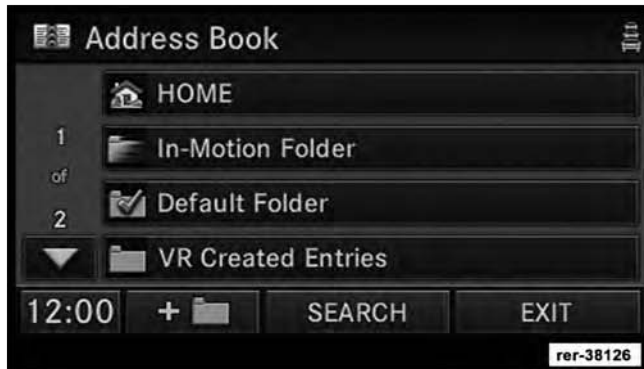 Address Book
HOME
1
of
2
In-Motion Folder
Default Folder
VR Created Entries
12:00
+
SEARCH
EXIT
rer-38126